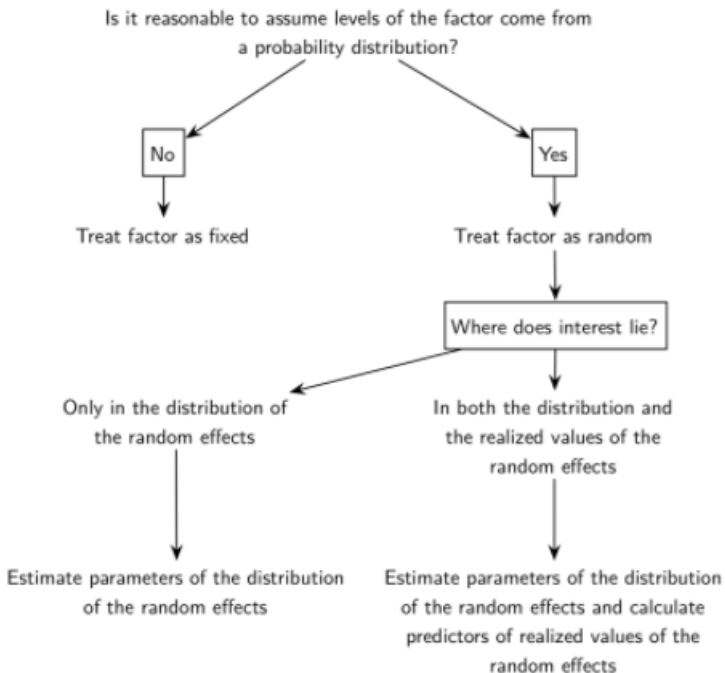 Is it reasonable to assume levels of the factor come from
a probability distribution?
No
Yes
Treat factor as fixed
Treat factor as random
Where does interest lie?
Only in the distribution of
the random effects
In both the distribution and
the realized values of the
random effects
Estimate parameters of the distribution
of the random effects
Estimate parameters of the distribution
of the random effects and calculate
predictors of realized values of the
random effects